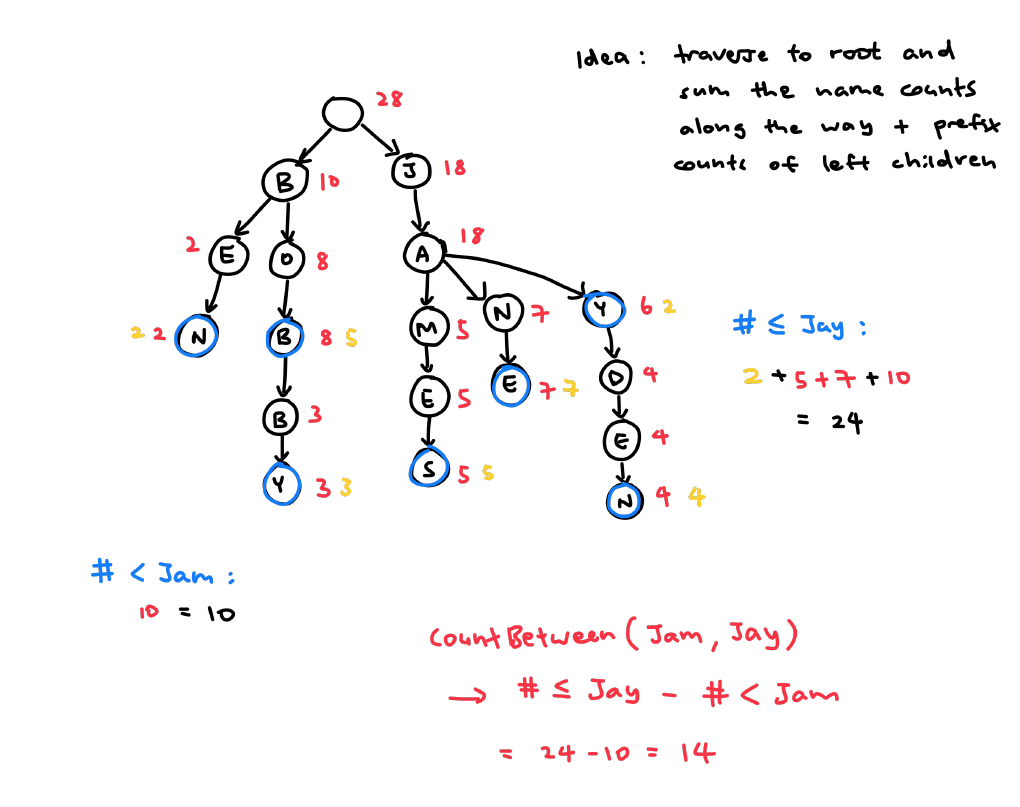 Idea: traverse to root and
sum the name counts
along the way + prefix
counts of left children
28
B 10
J 18
2 E
O 8
A 18
2 2 N
B 8 5
M 5
N 7
Y 6 2
B 3
E 5
E 7 7
D 4
Y 3 3
S 5 5
E 4
N 4 4
# ≤ Jay:
2 + 5 + 7 + 10
= 24
# < Jam:
10 = 10
CountBetween(Jam, Jay)
→ # ≤ Jay - # < Jam
= 24 - 10 = 14